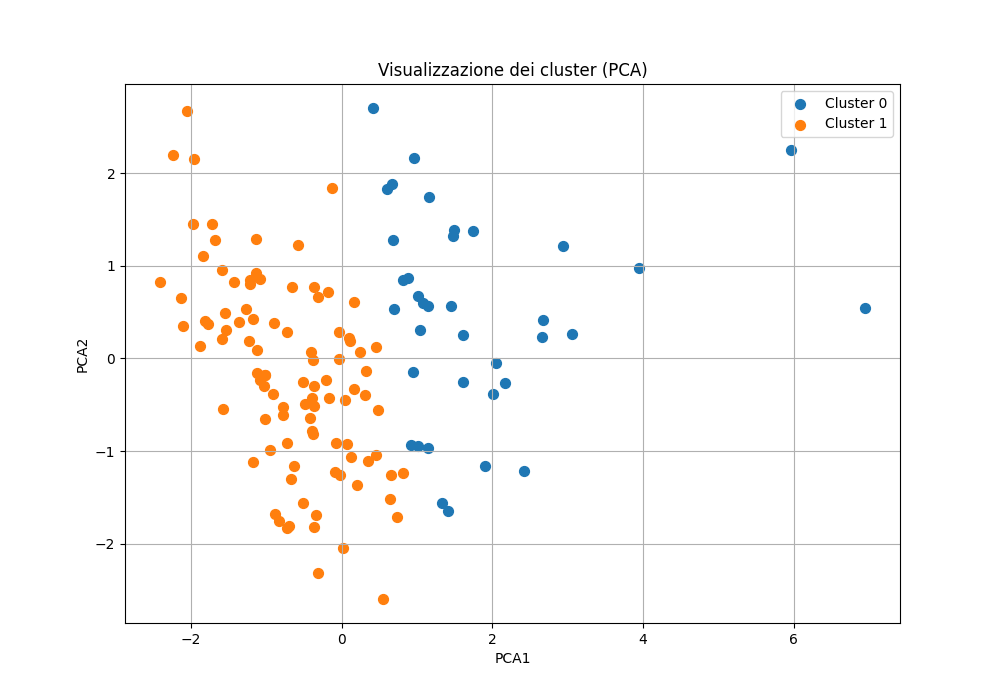 Visualizzazione dei cluster (PCA)
Cluster 0
Cluster 1
PCA2
2
1
0
−1
−2
−2
0
2
4
6
PCA1